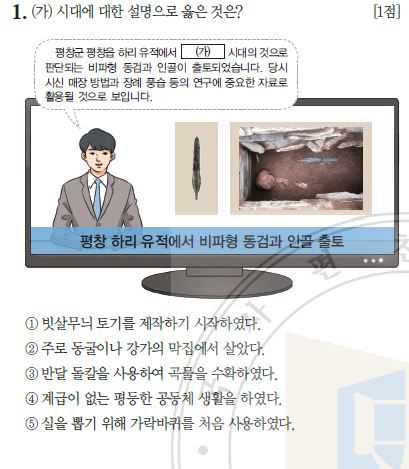 1. (가) 시대에 대한 설명으로 옳은 것은? [1점]
평창군 평창읍 하리 유적에서 (가) 시대의 것으로
판단되는 비파형 동검과 인골이 출토되었습니다. 당시
시신 매장 방법과 장례 풍습 등의 연구에 중요한 자료로
활용될 것으로 보입니다.
평창 하리 유적에서 비파형 동검과 인골 출토
① 빗살무늬 토기를 제작하기 시작하였다.
② 주로 동굴이나 강가의 막집에서 살았다.
③ 반달 돌칼을 사용하여 곡물을 수확하였다.
④ 계급이 없는 평등한 공동체 생활을 하였다.
⑤ 실을 뽑기 위해 가락바퀴를 처음 사용하였다.